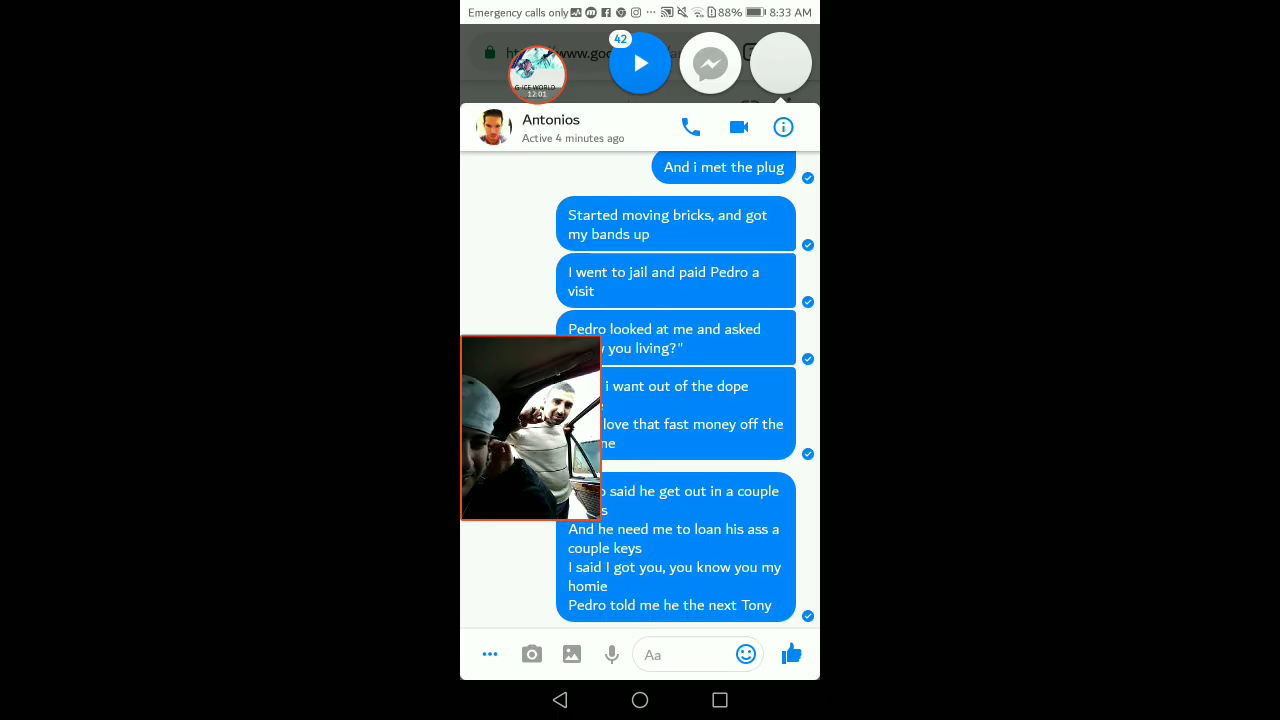 Emergency calls only
88%
8:33 AM
42
G ICE WORLD
12:01
Antonios
Active 4 minutes ago
And i met the plug
Started moving bricks, and got
my bands up
I went to jail and paid Pedro a
visit
Pedro looked at me and asked
you living?"
i want out of the dope
love that fast money off the
said he get out in a couple
And he need me to loan his ass a
couple keys
I said I got you, you know you my
homie
Pedro told me he the next Tony
Aa